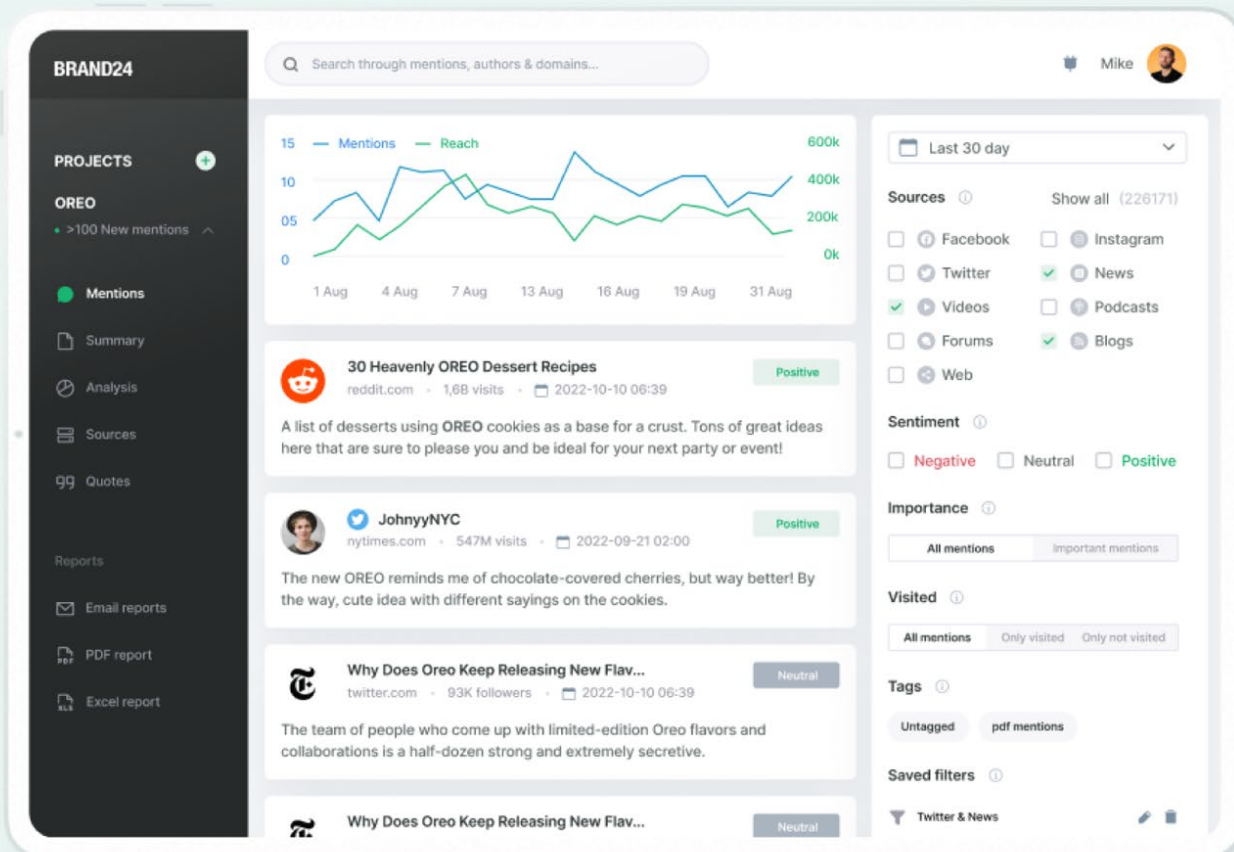 BRAND24
Search through mentions, authors & domains...
Mike
PROJECTS
OREO
>100 New mentions
Mentions
Summary
Analysis
Sources
Quotes
Reports
Email reports
PDF
PDF report
XLS
Excel report
15 Mentions Reach 600k
10 400k
05 200k
0 0k
1 Aug 4 Aug 7 Aug 13 Aug 16 Aug 19 Aug 31 Aug
30 Heavenly OREO Dessert Recipes
Positive
reddit.com • 1,6B visits • 2022-10-10 06:39
A list of desserts using OREO cookies as a base for a crust. Tons of great ideas
here that are sure to please you and be ideal for your next party or event!
JohnyyNYC
Positive
nytimes.com • 547M visits • 2022-09-21 02:00
The new OREO reminds me of chocolate-covered cherries, but way better! By
the way, cute idea with different sayings on the cookies.
Why Does Oreo Keep Releasing New Flav...
Neutral
twitter.com • 93K followers • 2022-10-10 06:39
The team of people who come up with limited-edition Oreo flavors and
collaborations is a half-dozen strong and extremely secretive.
Why Does Oreo Keep Releasing New Flav...
Neutral
Last 30 day
Sources Show all (226171)
Facebook Instagram
Twitter News
Videos Podcasts
Forums Blogs
Web
Sentiment
Negative Neutral Positive
Importance
All mentions Important mentions
Visited
All mentions Only visited Only not visited
Tags
Untagged pdf mentions
Saved filters
Twitter & News